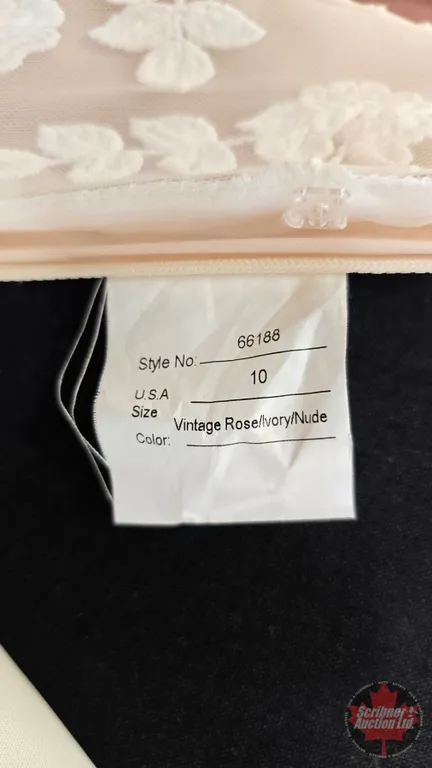 Style No: 66188
U.S.A Size 10
Color: Vintage Rose/Ivory/Nude
Scribner Auction Ltd.